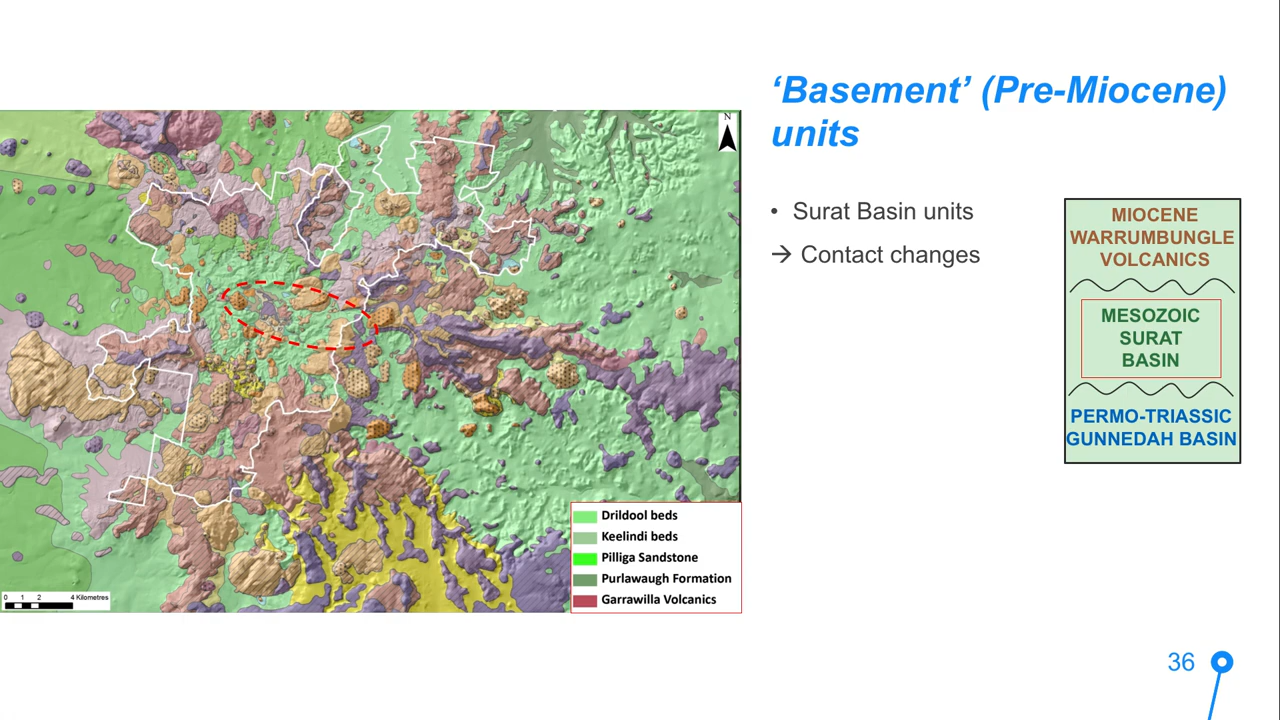 ‘Basement’ (Pre-Miocene)
units
• Surat Basin units
→ Contact changes
MIOCENE
WARRUMBUNGLE
VOLCANICS
MESOZOIC
SURAT
BASIN
PERMO-TRIASSIC
GUNNEDAH BASIN
N
Drildool beds
Keelindi beds
Pilliga Sandstone
Purlawaugh Formation
Garrawilla Volcanics
0 1 2 4 Kilometres
36